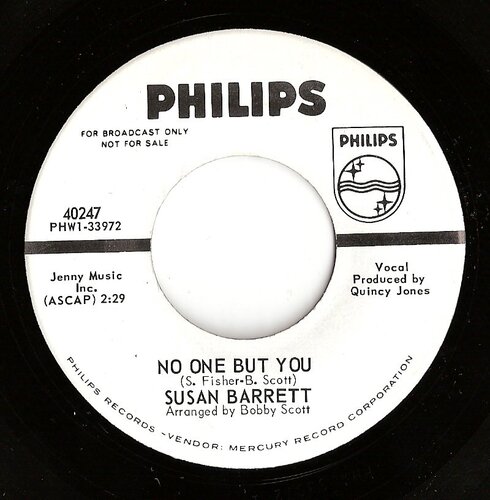 PHILIPS
FOR BROADCAST ONLY
NOT FOR SALE
PHILIPS
40247
PHW1-33972
Jenny Music
Inc.
(ASCAP) 2:29
Vocal
Produced by
Quincy Jones
NO ONE BUT YOU
(S. Fisher-B. Scott)
SUSAN BARRETT
Arranged by Bobby Scott
PHILIPS RECORDS -VENDOR: MERCURY RECORD CORPORATION